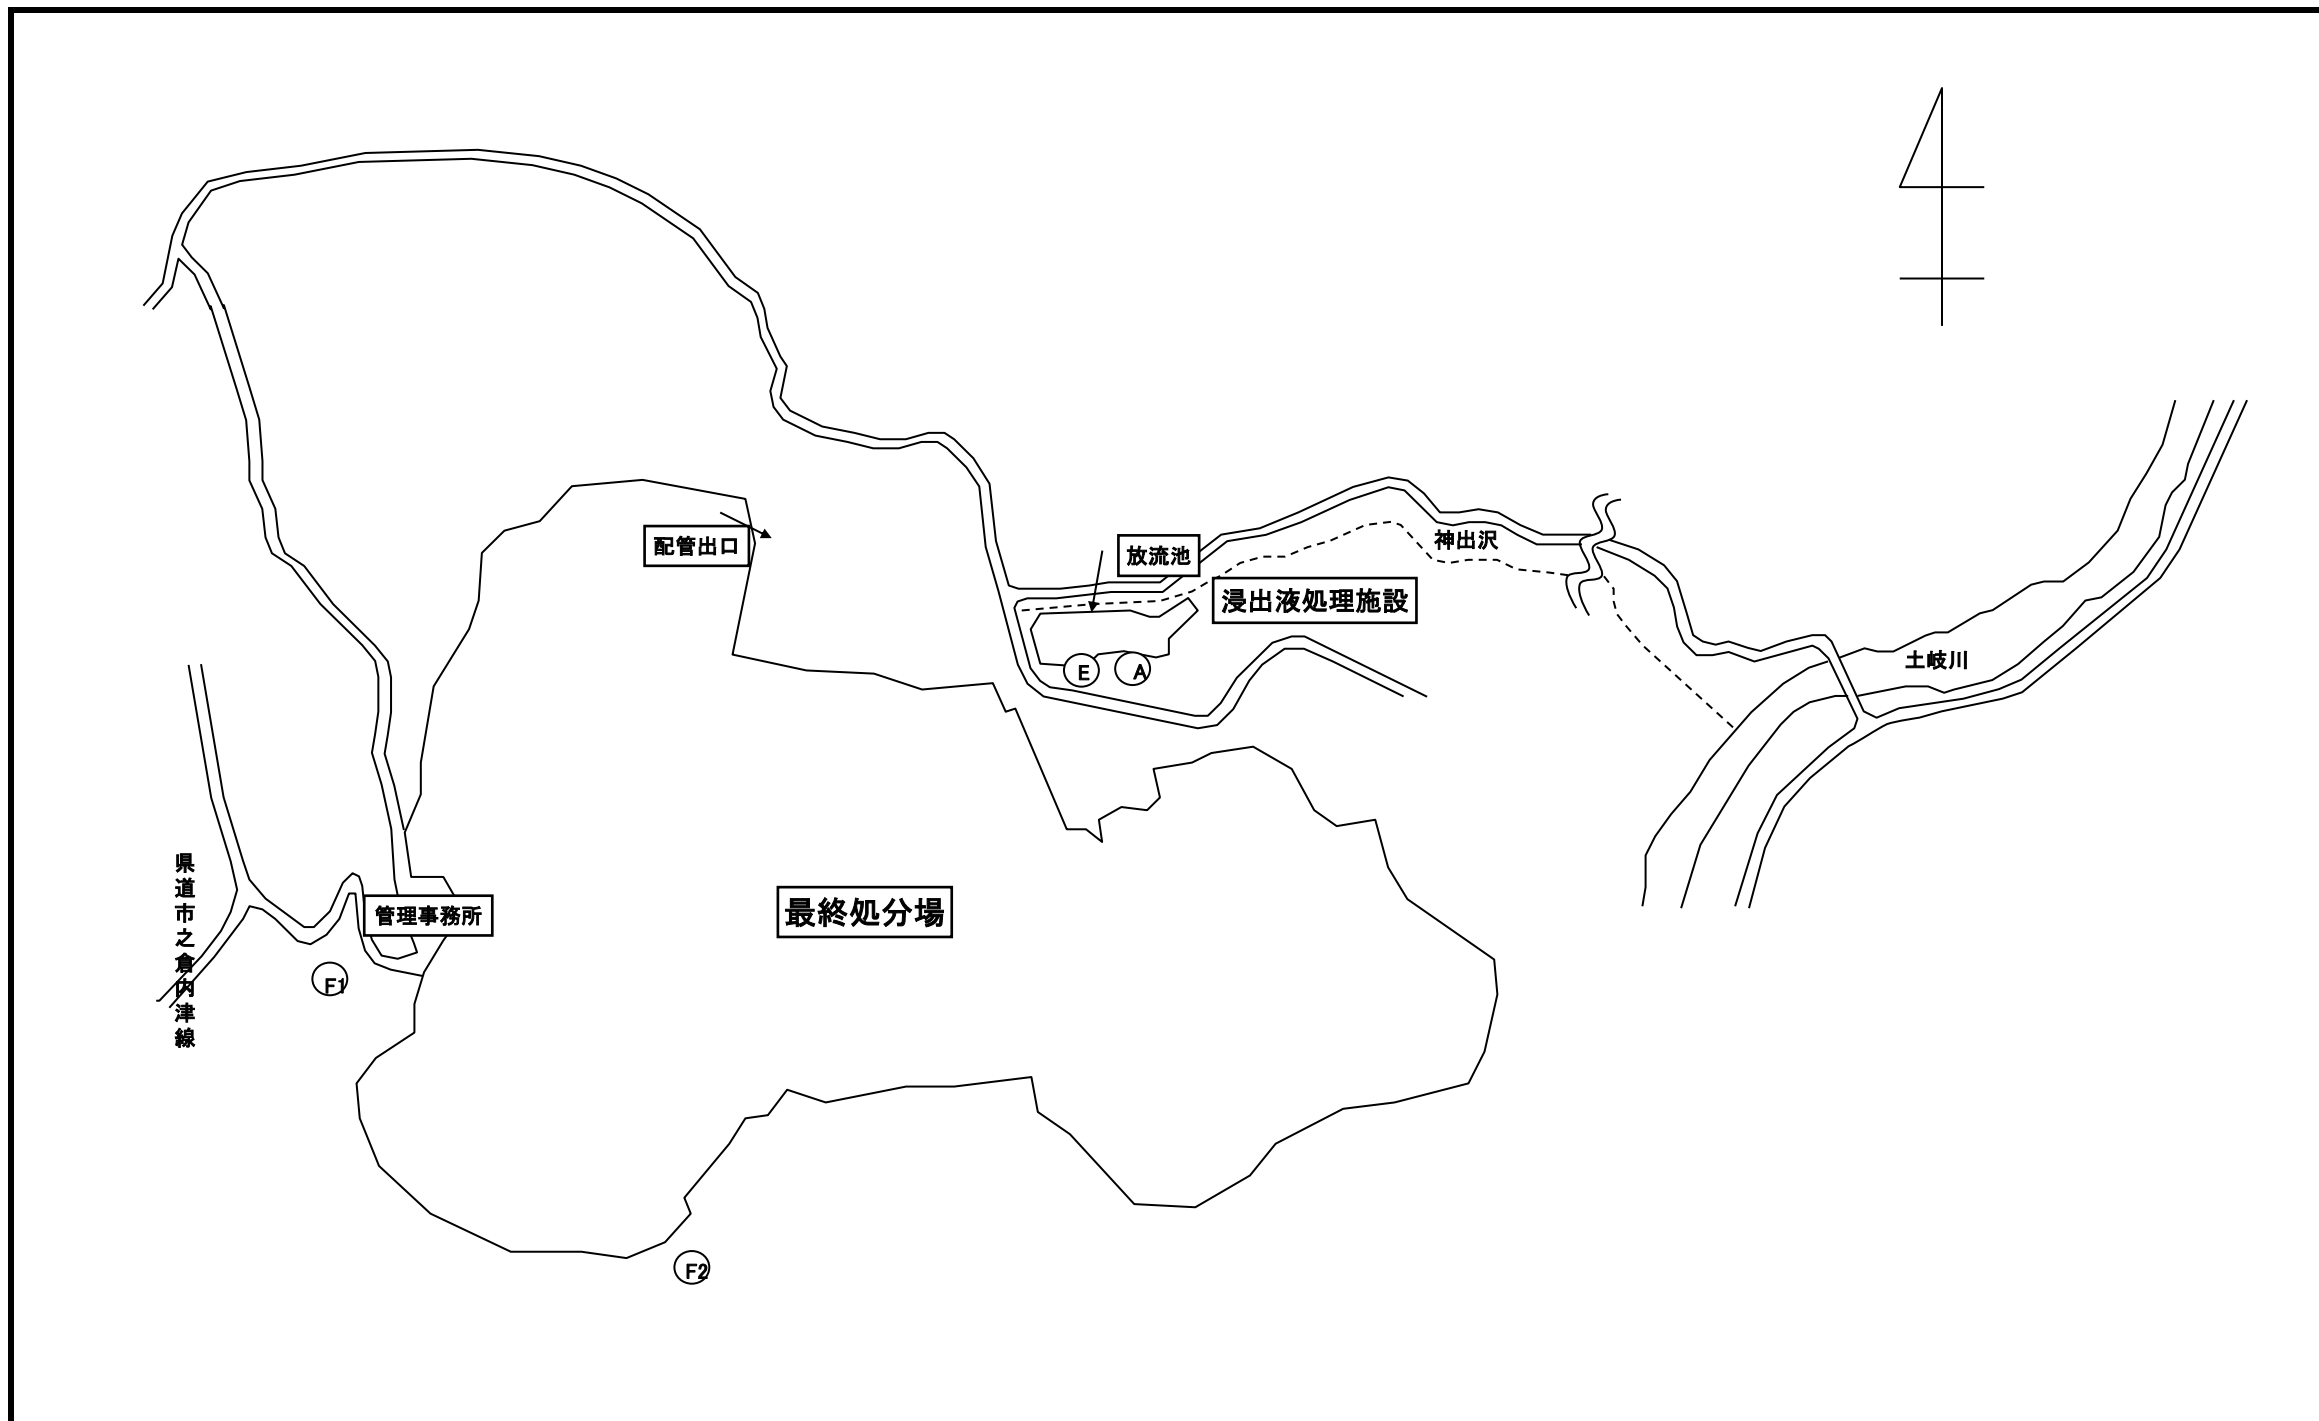 神出沢
配管出口
放流池
浸出液処理施設
土岐川
E
A
県道市之倉内津線
管理事務所
最終処分場
F1
F2